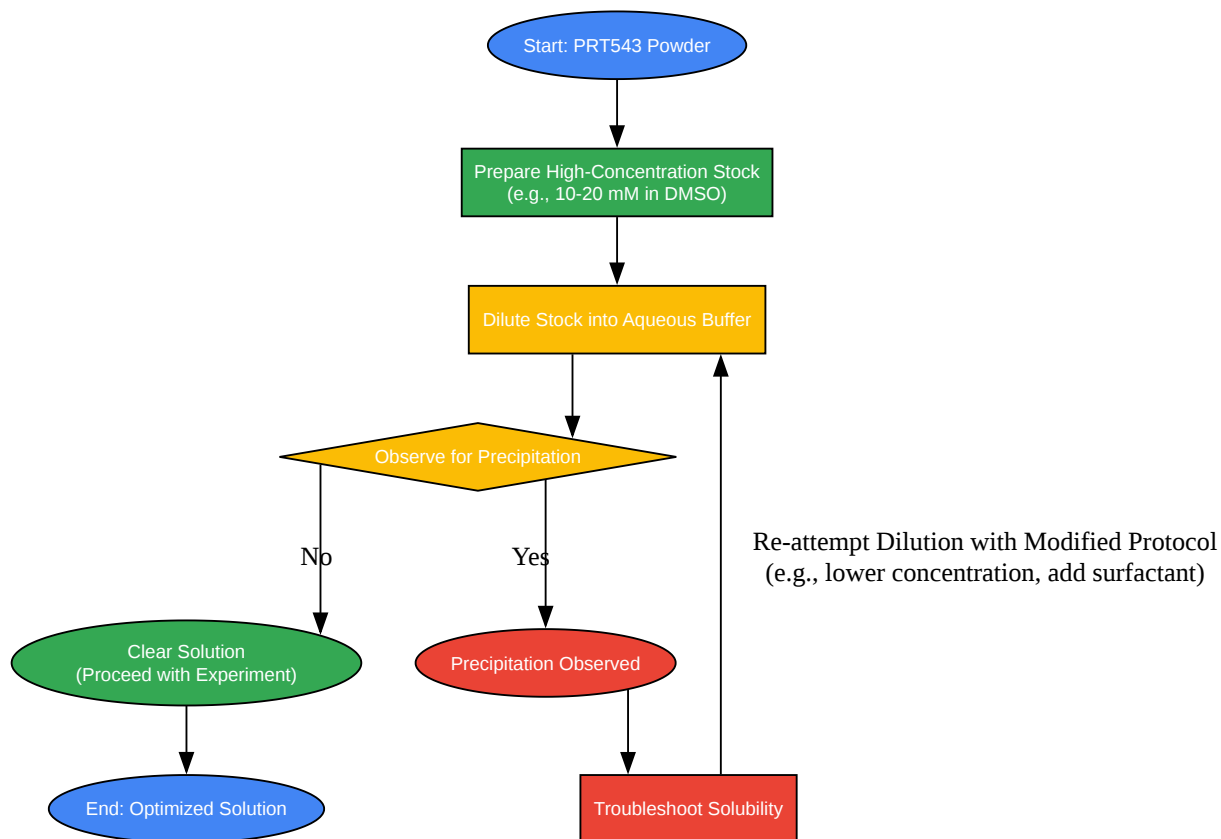 Start: PRT543 Powder
Prepare High-Concentration Stock
(e.g., 10-20 mM in DMSO)
Dilute Stock into Aqueous Buffer
Observe for Precipitation
No
Yes
Re-attempt Dilution with Modified Protocol
(e.g., lower concentration, add surfactant)
Clear Solution
(Proceed with Experiment)
Precipitation Observed
End: Optimized Solution
Troubleshoot Solubility